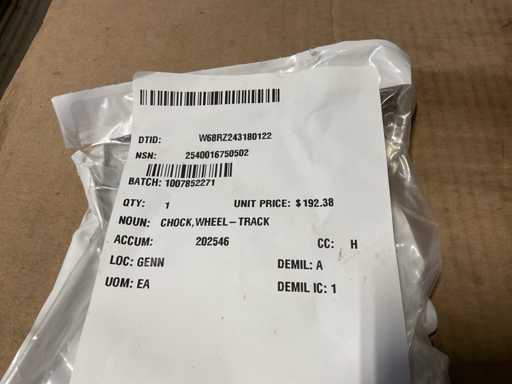 DTID: W68RZ243180122
NSN: 2540016750502
BATCH: 1007852271
QTY: 1 UNIT PRICE: $192.38
NOUN: CHOCK,WHEEL-TRACK
ACCUM: 202546 CC: H
LOC: GENN DEMIL: A
UOM: EA DEMIL IC: 1